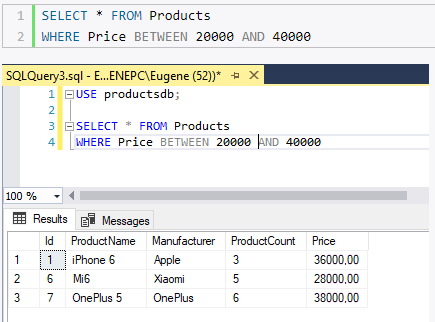 1 SELECT * FROM Products
2 WHERE Price BETWEEN 20000 AND 40000
SQLQuery3.sql - E...ENEPC\Eugene (52))*
1 USE productsdb;
2
3 SELECT * FROM Products
4 WHERE Price BETWEEN 20000 AND 40000
100 %
Results Messages
Id ProductName Manufacturer ProductCount Price
1 1 iPhone 6 Apple 3 36000,00
2 6 Mi6 Xiaomi 5 28000,00
3 7 OnePlus 5 OnePlus 6 38000,00